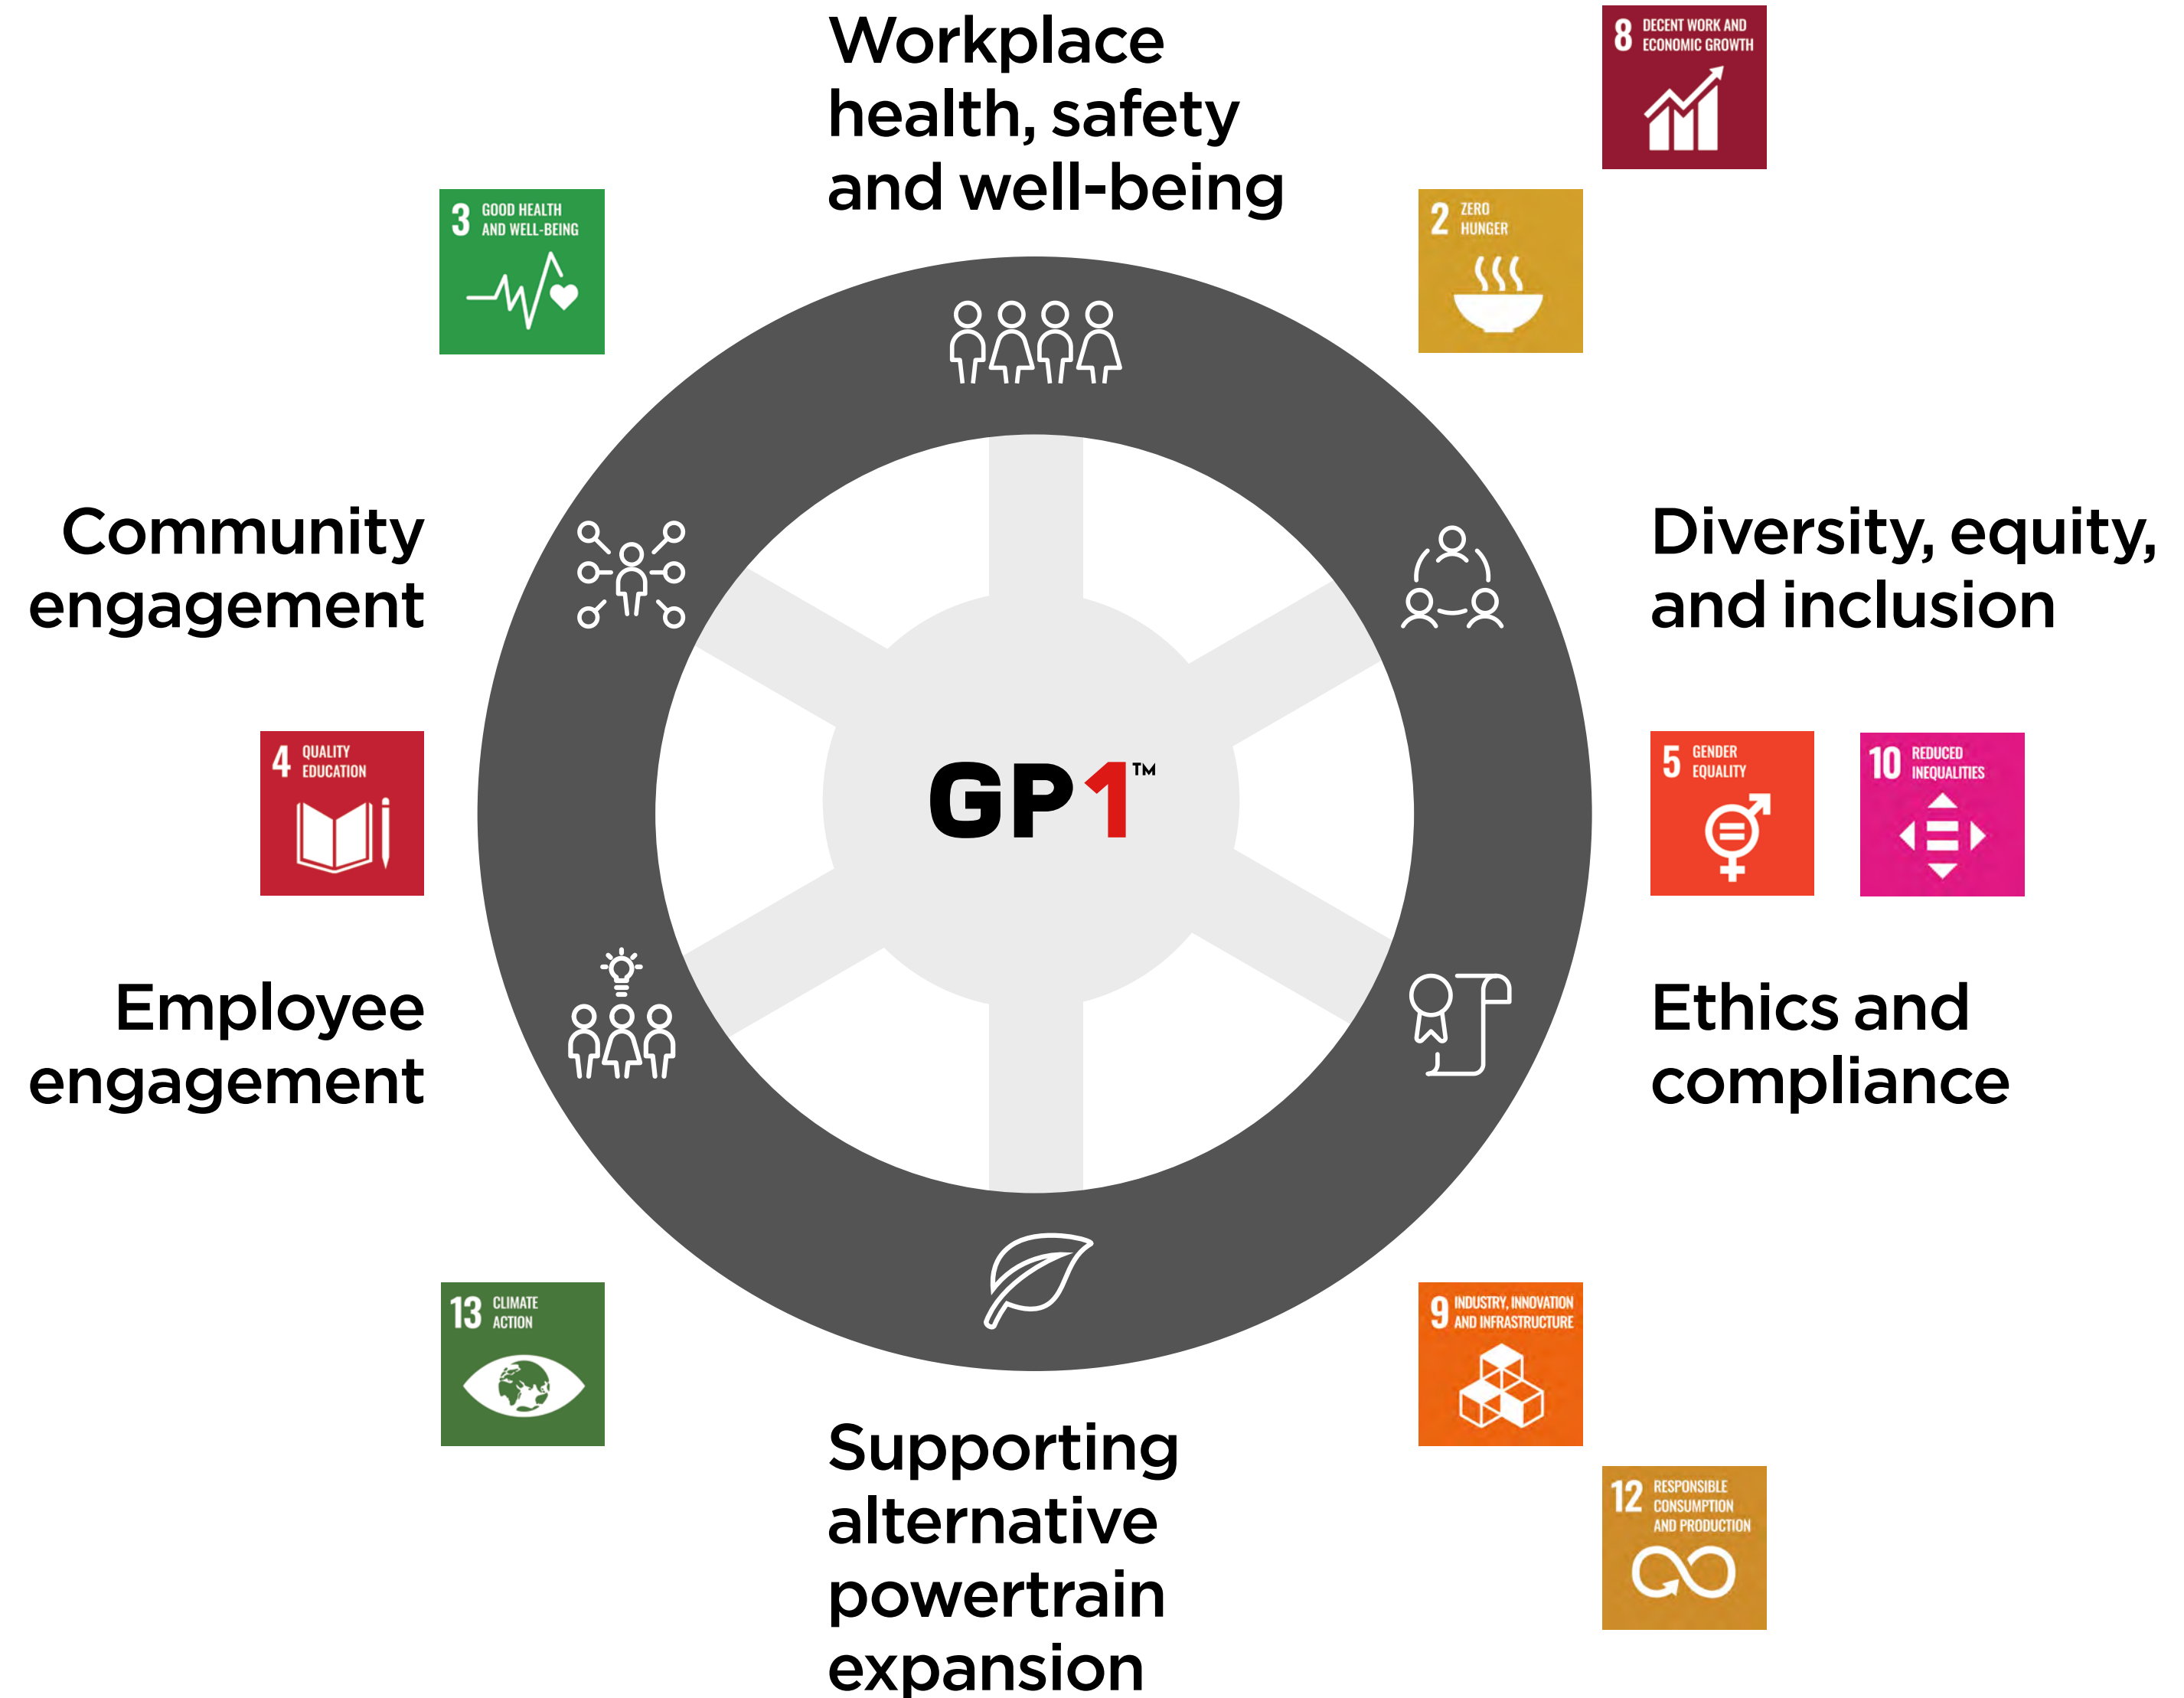 Workplace
health, safety
and well-being
8 DECENT WORK AND
ECONOMIC GROWTH
3 GOOD HEALTH
AND WELL-BEING
2 ZERO
HUNGER
Community
engagement
Diversity, equity,
and inclusion
4 QUALITY
EDUCATION
GP1™
5 GENDER
EQUALITY
10 REDUCED
INEQUALITIES
Employee
engagement
Ethics and
compliance
13 CLIMATE
ACTION
9 INDUSTRY, INNOVATION
AND INFRASTRUCTURE
Supporting
alternative
powertrain
expansion
12 RESPONSIBLE
CONSUMPTION
AND PRODUCTION